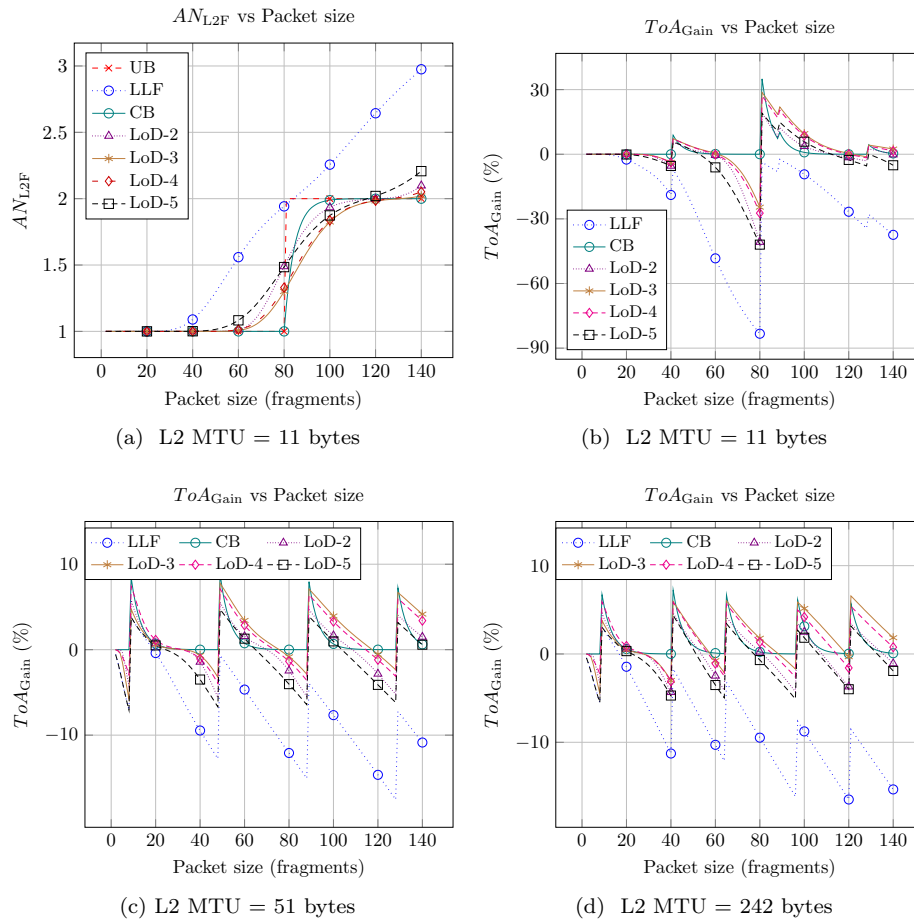 AN_L2F vs Packet size
AN_L2F
3
2.5
2
1.5
1
UB
LLF
CB
LoD-2
LoD-3
LoD-4
LoD-5
20 40 60 80 100 120 140
Packet size (fragments)
(a) L2 MTU = 11 bytes
ToA_Gain vs Packet size
ToA_Gain (%)
30
0
−30
−60
−90
LLF
CB
LoD-2
LoD-3
LoD-4
LoD-5
0 20 40 60 80 100 120 140
Packet size (fragments)
(b) L2 MTU = 11 bytes
ToA_Gain vs Packet size
ToA_Gain (%)
10
0
−10
LLF CB LoD-2
LoD-3 LoD-4 LoD-5
0 20 40 60 80 100 120 140
Packet size (fragments)
(c) L2 MTU = 51 bytes
ToA_Gain vs Packet size
ToA_Gain (%)
10
0
−10
LLF CB LoD-2
LoD-3 LoD-4 LoD-5
0 20 40 60 80 100 120 140
Packet size (fragments)
(d) L2 MTU = 242 bytes